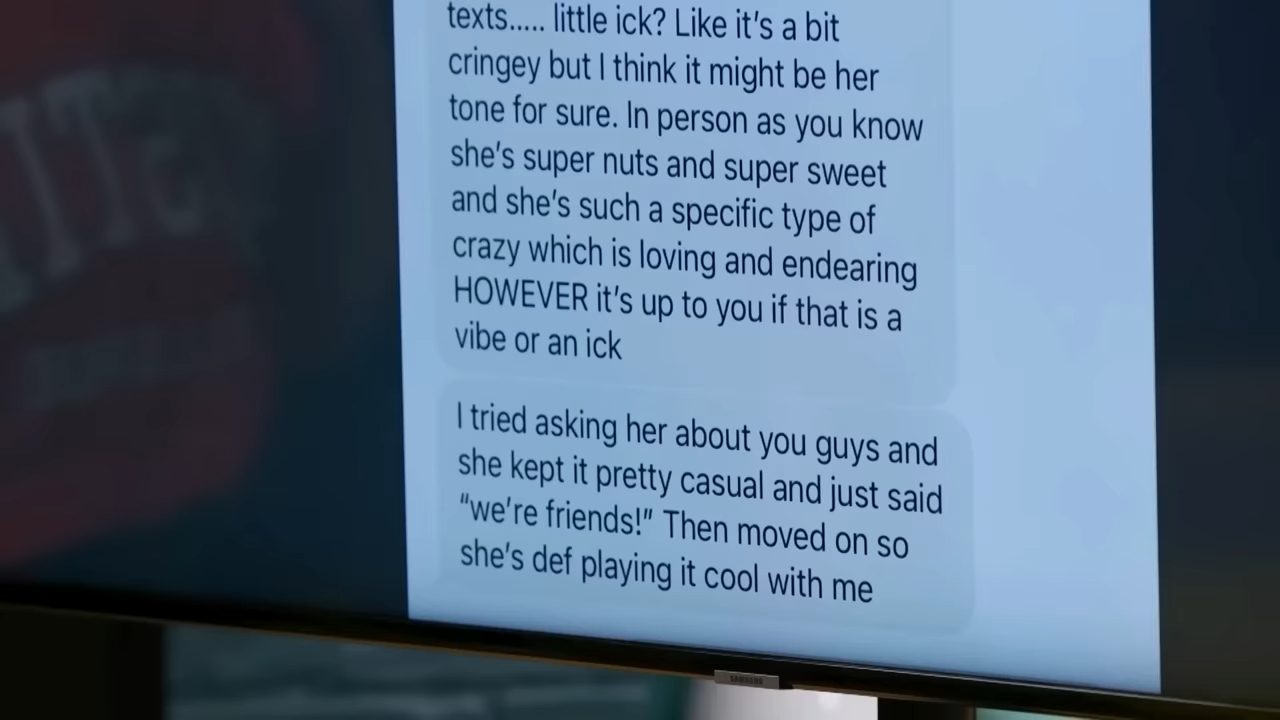 texts..... little ick? Like it's a bit
cringey but I think it might be her
tone for sure. In person as you know
she's super nuts and super sweet
and she's such a specific type of
crazy which is loving and endearing
HOWEVER it's up to you if that is a
vibe or an ick
I tried asking her about you guys and
she kept it pretty casual and just said
“we're friends!” Then moved on so
she's def playing it cool with me
SAMSUNG